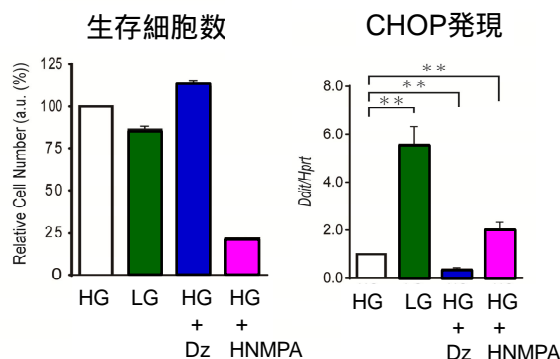 生存細胞数
Relative Cell Number (a.u. (%))
125
100
75
50
25
0
HG
LG
HG
+
Dz
HG
+
HNMPA
CHOP発現
Dcit/Hprt
8.0
6.0
4.0
2.0
0.0
**
**
**
HG
LG
HG
+
Dz
HG
+
HNMPA